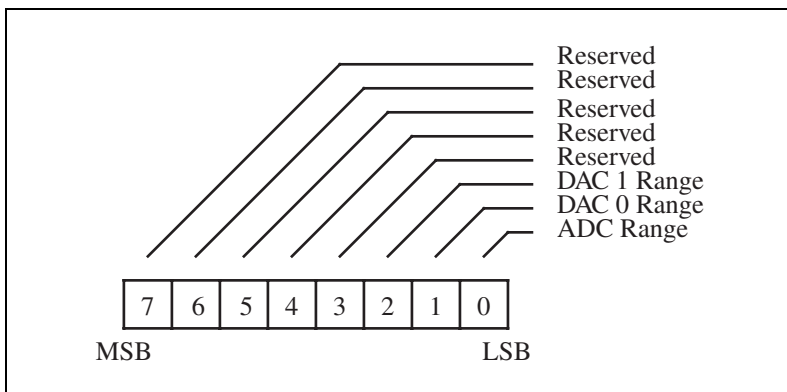 Reserved
Reserved
Reserved
Reserved
Reserved
DAC 1 Range
DAC 0 Range
ADC Range
7 6 5 4 3 2 1 0
MSB LSB